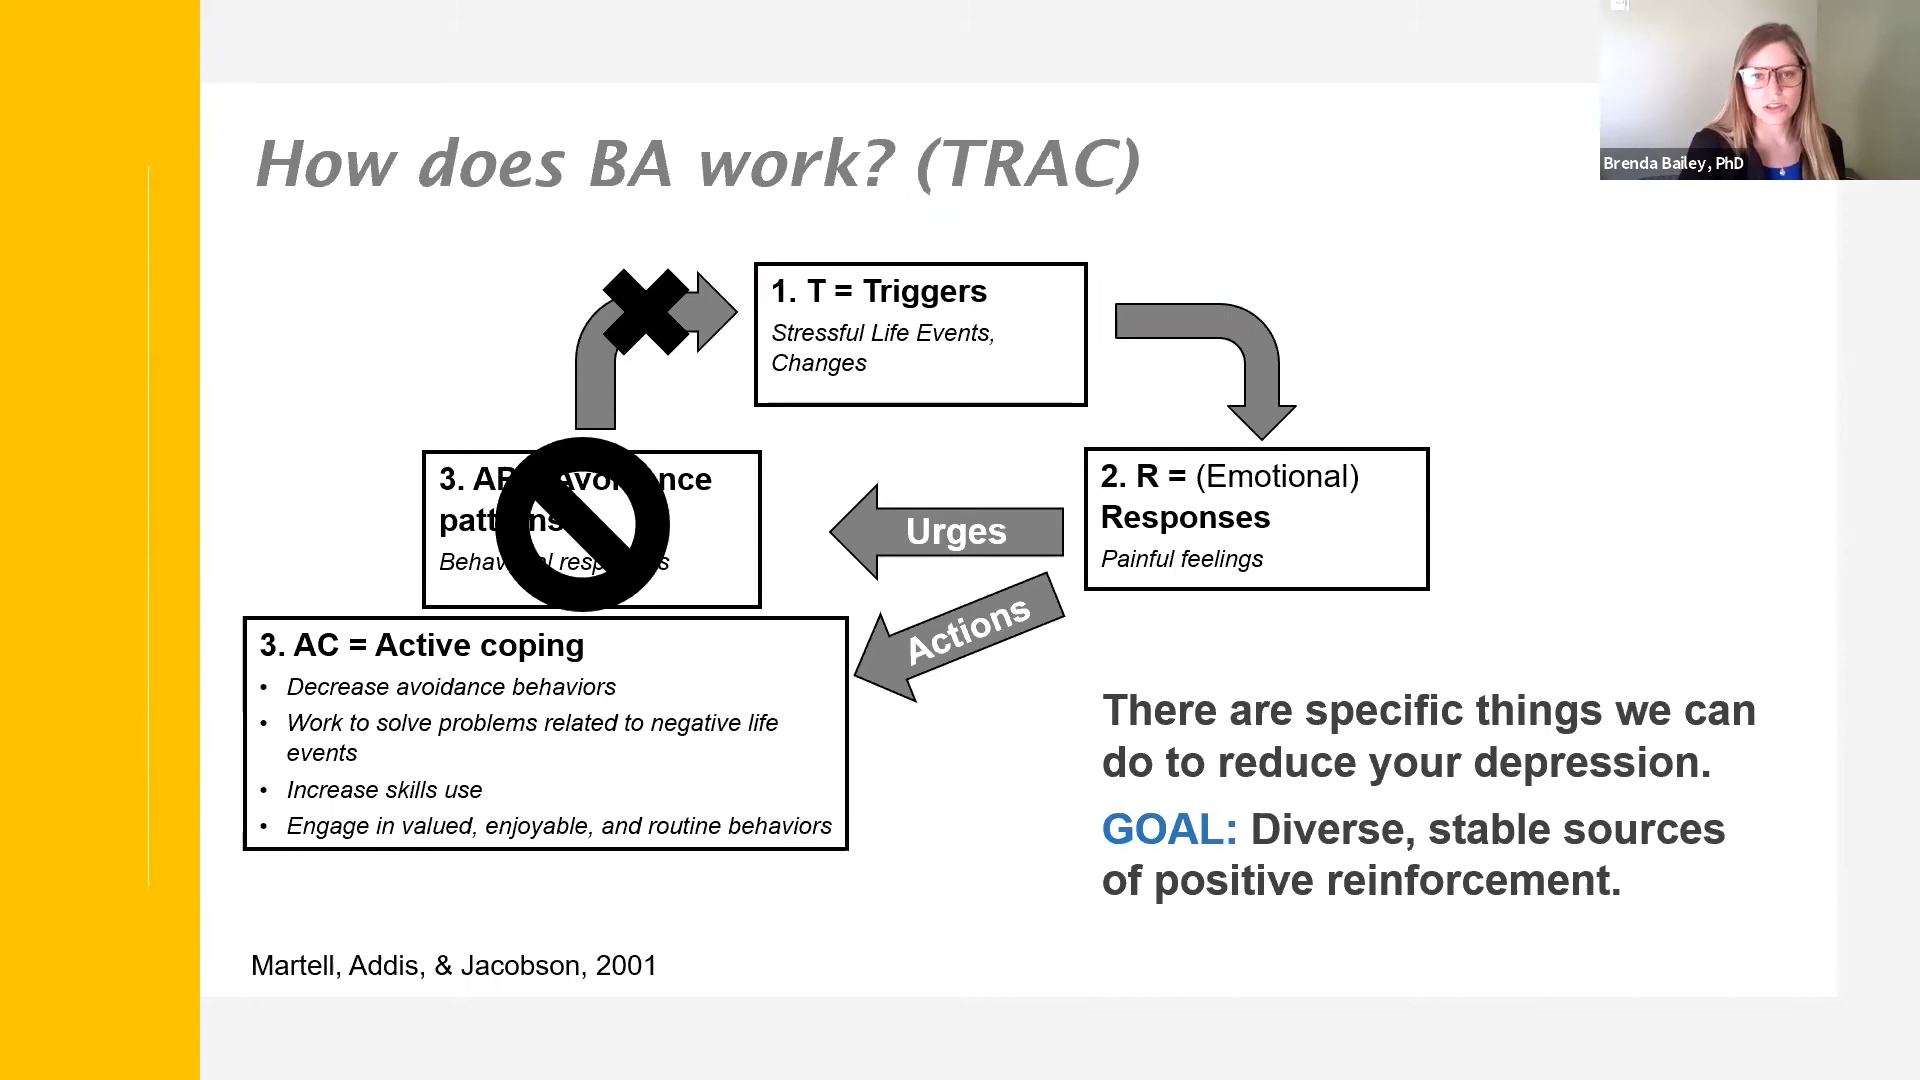 How does BA work? (TRAC)
Brenda Bailey, PhD
1. T = Triggers
Stressful Life Events,
Changes
2. R = (Emotional)
Responses
Painful feelings
Urges
Actions
3.
Behavioral responses
3. AC = Active coping
• Decrease avoidance behaviors
• Work to solve problems related to negative life
events
• Increase skills use
• Engage in valued, enjoyable, and routine behaviors
There are specific things we can
do to reduce your depression.
GOAL: Diverse, stable sources
of positive reinforcement.
Martell, Addis, & Jacobson, 2001